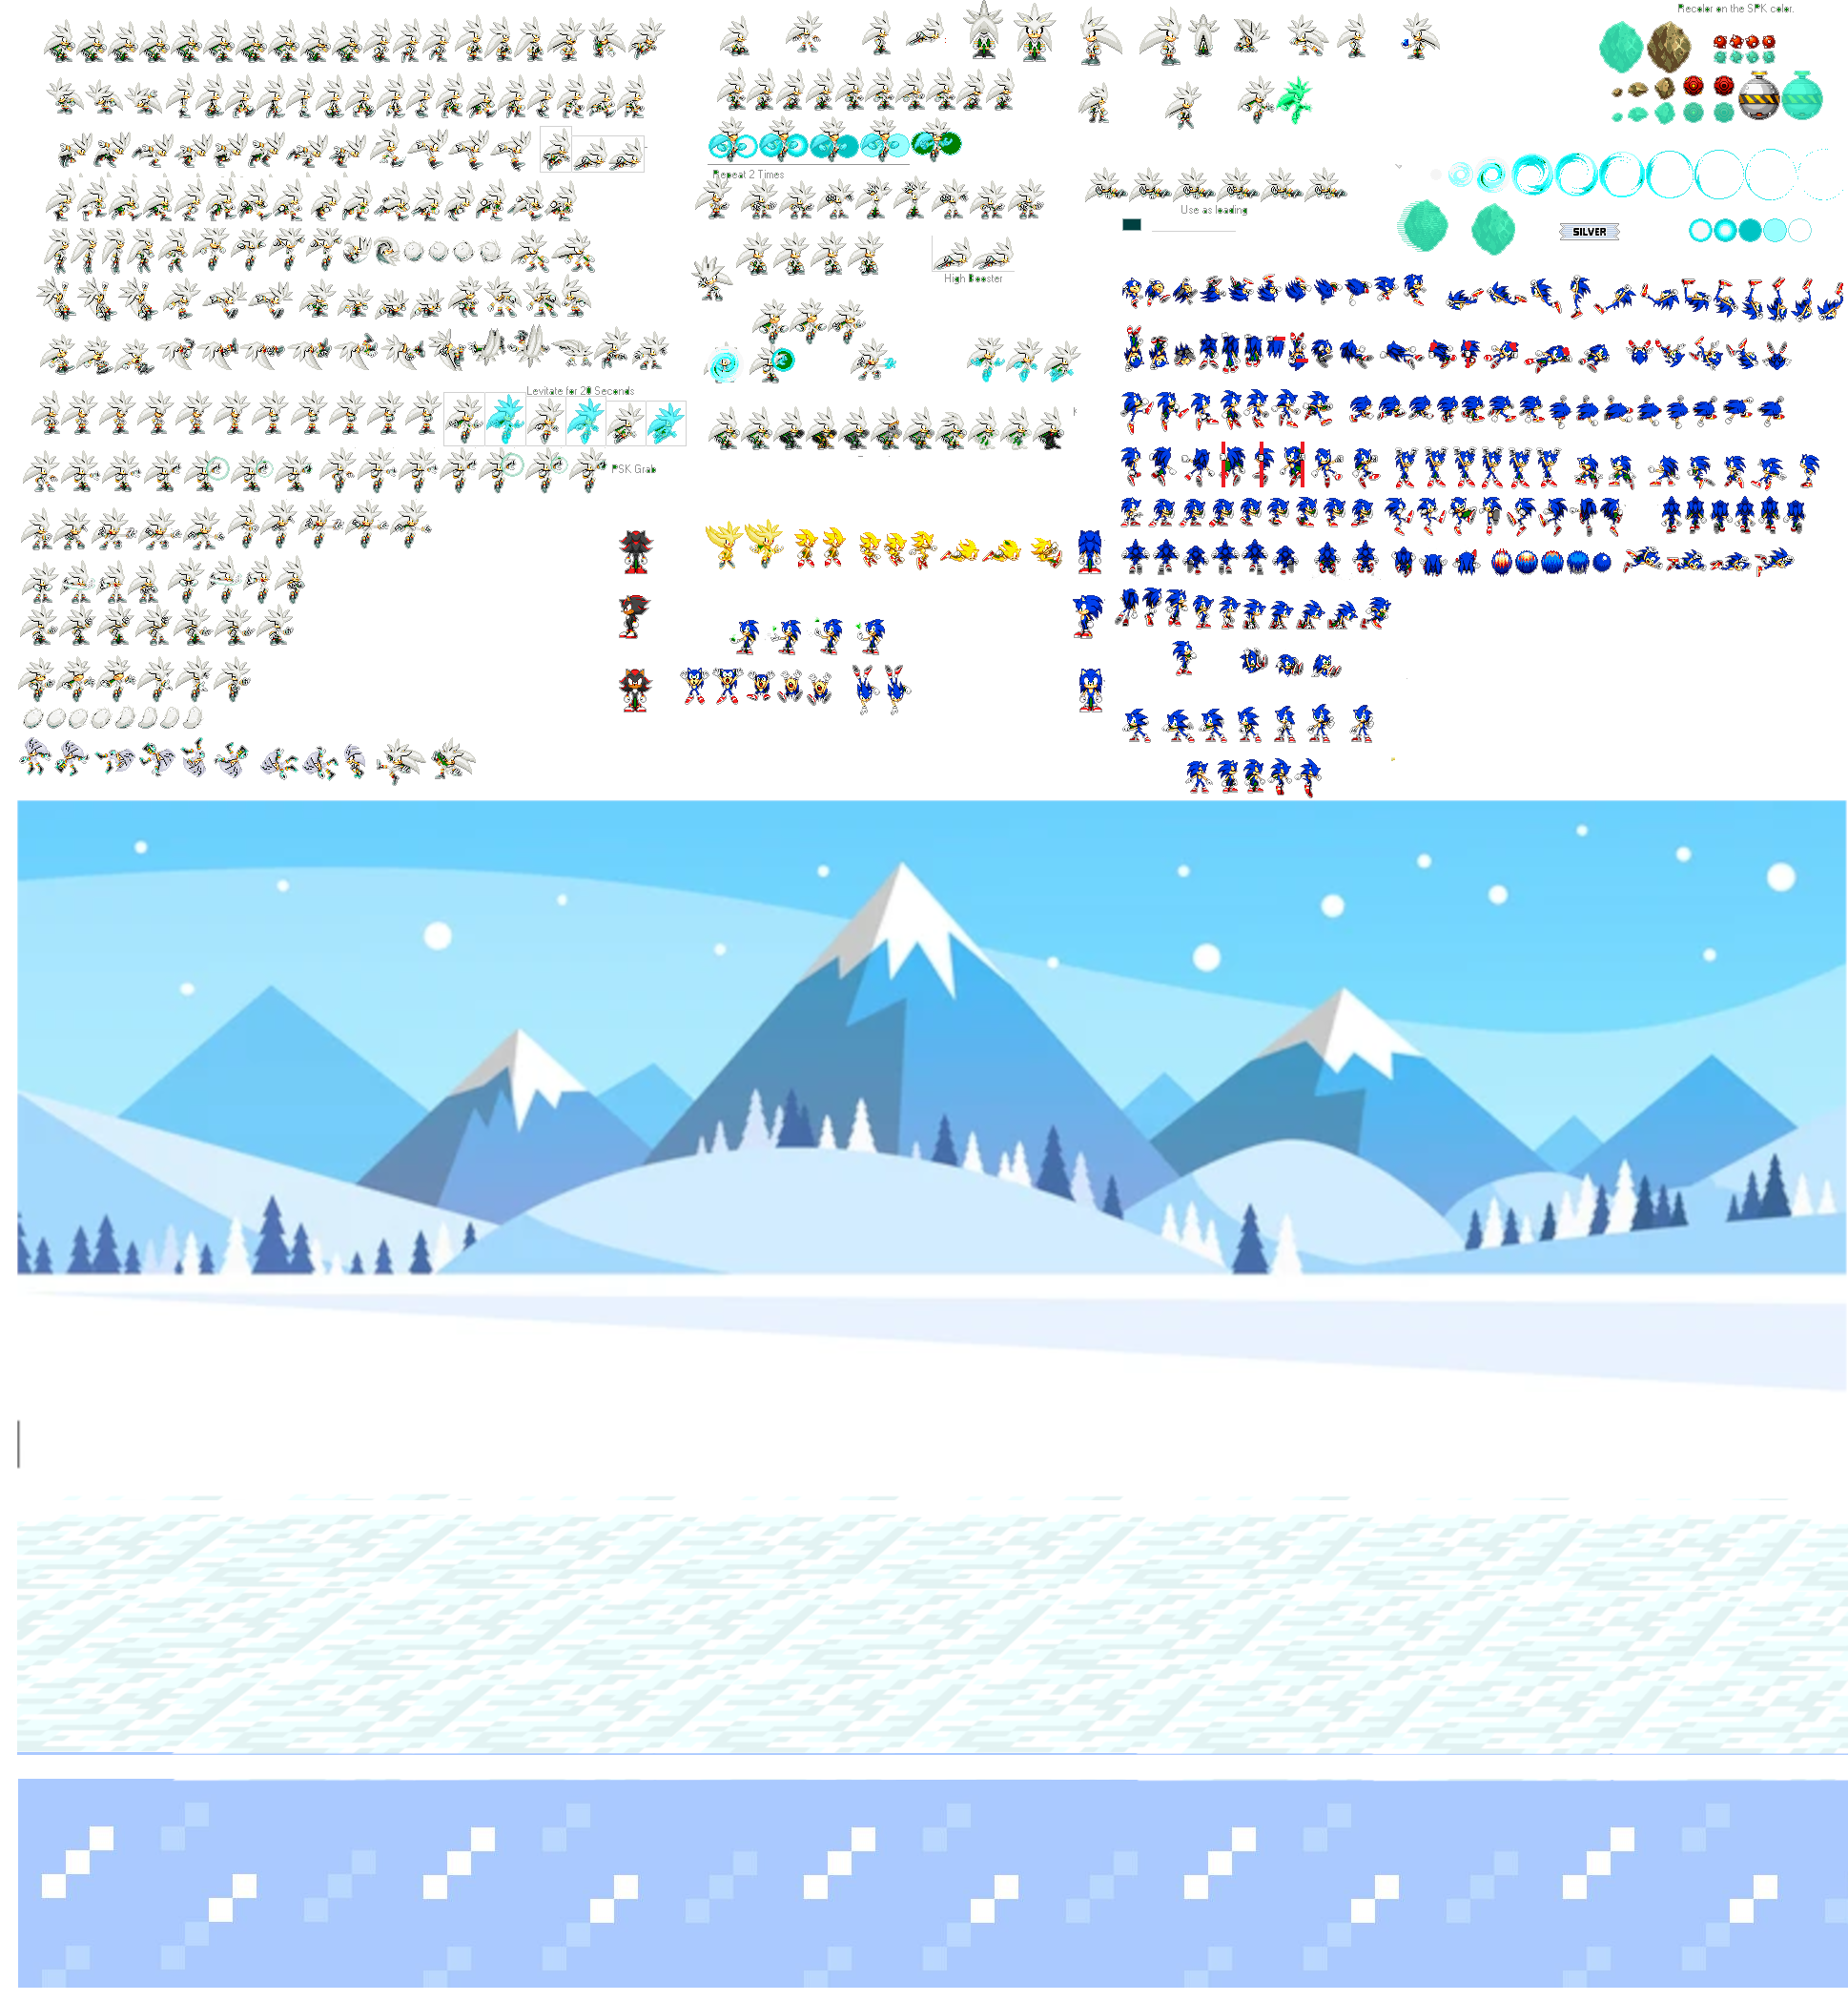 Recolor on the SPK color.
Repeat 2 Times
Use as loading
SILVER
High Booster
Levitate for 20 Seconds
PSK Grab